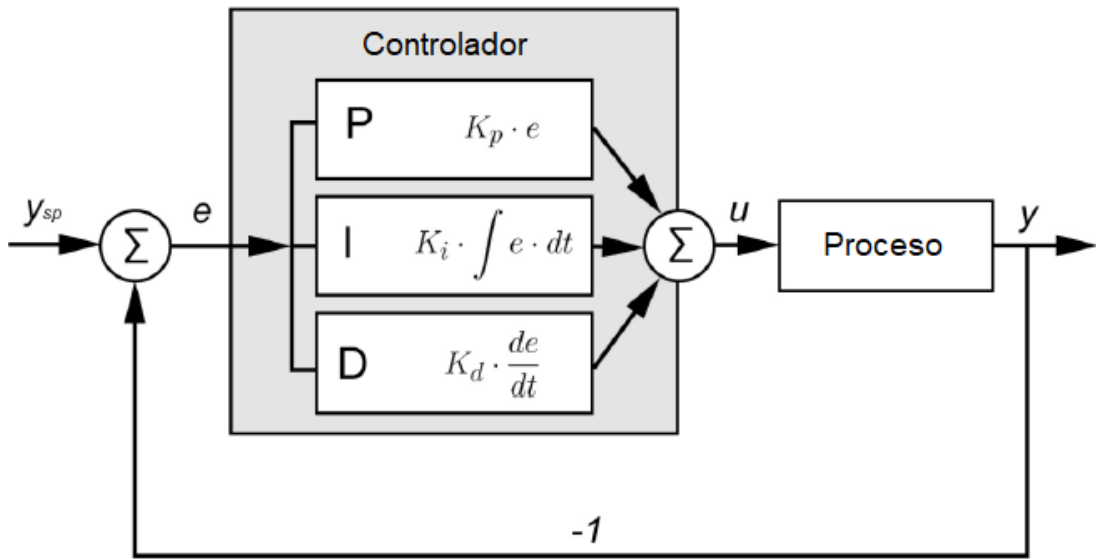 Controlador
P K_p · e
y_sp Σ e I K_i · ∫ e · dt Σ u Proceso y
D K_d · de/dt
-1